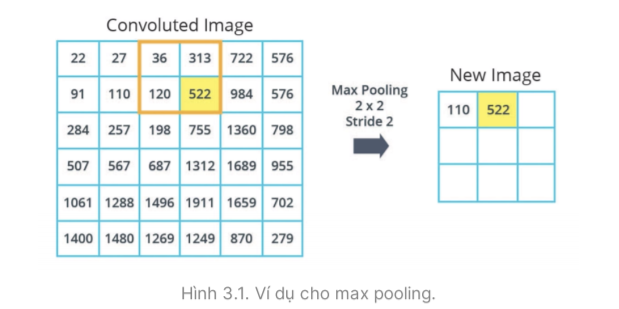 Convoluted Image
22 27 36 313 722 576
91 110 120 522 984 576
284 257 198 755 1360 798
507 567 687 1312 1689 955
1061 1288 1496 1911 1659 702
1400 1480 1269 1249 870 279
Max Pooling
2 x 2
Stride 2
New Image
110 522
Hình 3.1. Ví dụ cho max pooling.